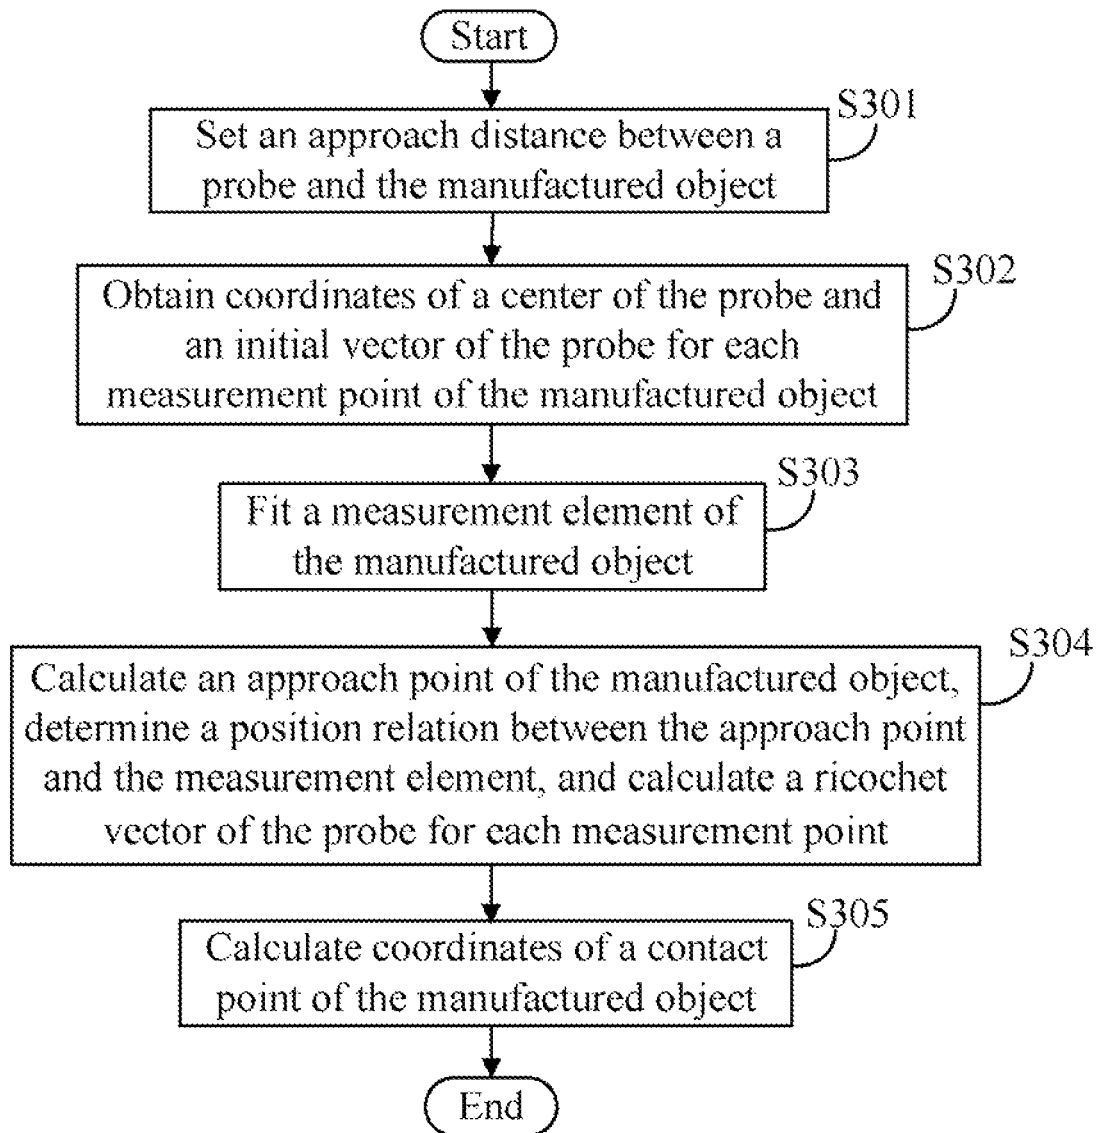 Start
S301
Set an approach distance between a
probe and the manufactured object
S302
Obtain coordinates of a center of the probe and
an initial vector of the probe for each
measurement point of the manufactured object
S303
Fit a measurement element of
the manufactured object
S304
Calculate an approach point of the manufactured object,
determine a position relation between the approach point
and the measurement element, and calculate a ricochet
vector of the probe for each measurement point
S305
Calculate coordinates of a contact
point of the manufactured object
End